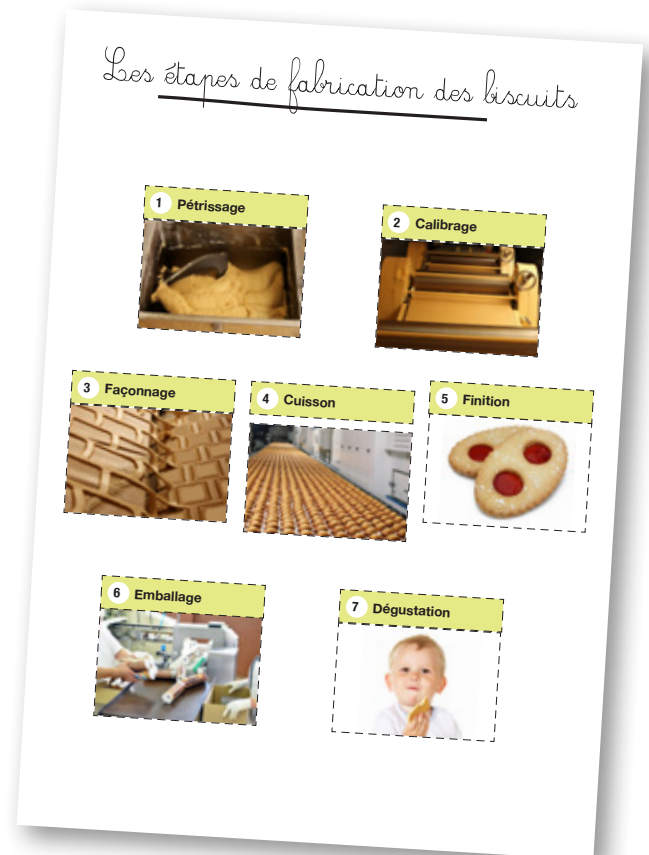 Les étapes de fabrication des biscuits
1 Pétrissage
2 Calibrage
3 Façonnage
4 Cuisson
5 Finition
6 Emballage
7 Dégustation